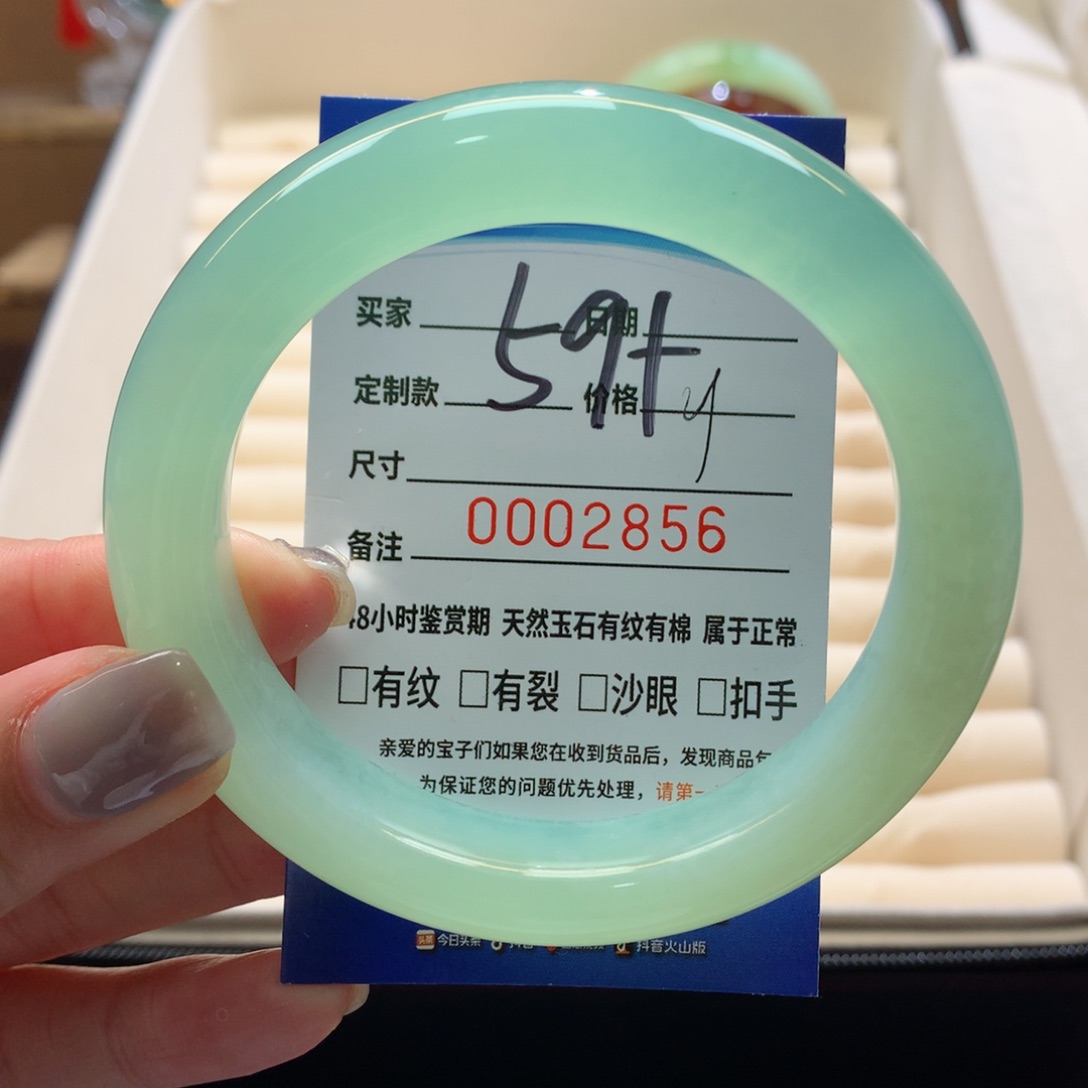 买家 日期
59+
y
定制款 价格
尺寸
备注 0002856
8小时鉴赏期 天然玉石有纹有棉 属于正常
□有纹 □有裂 □沙眼 □扣手
亲爱的宝子们如果您在收到货品后，发现商品
为保证您的问题优先处理，请第一
今日头条 抖音 抖音火山版